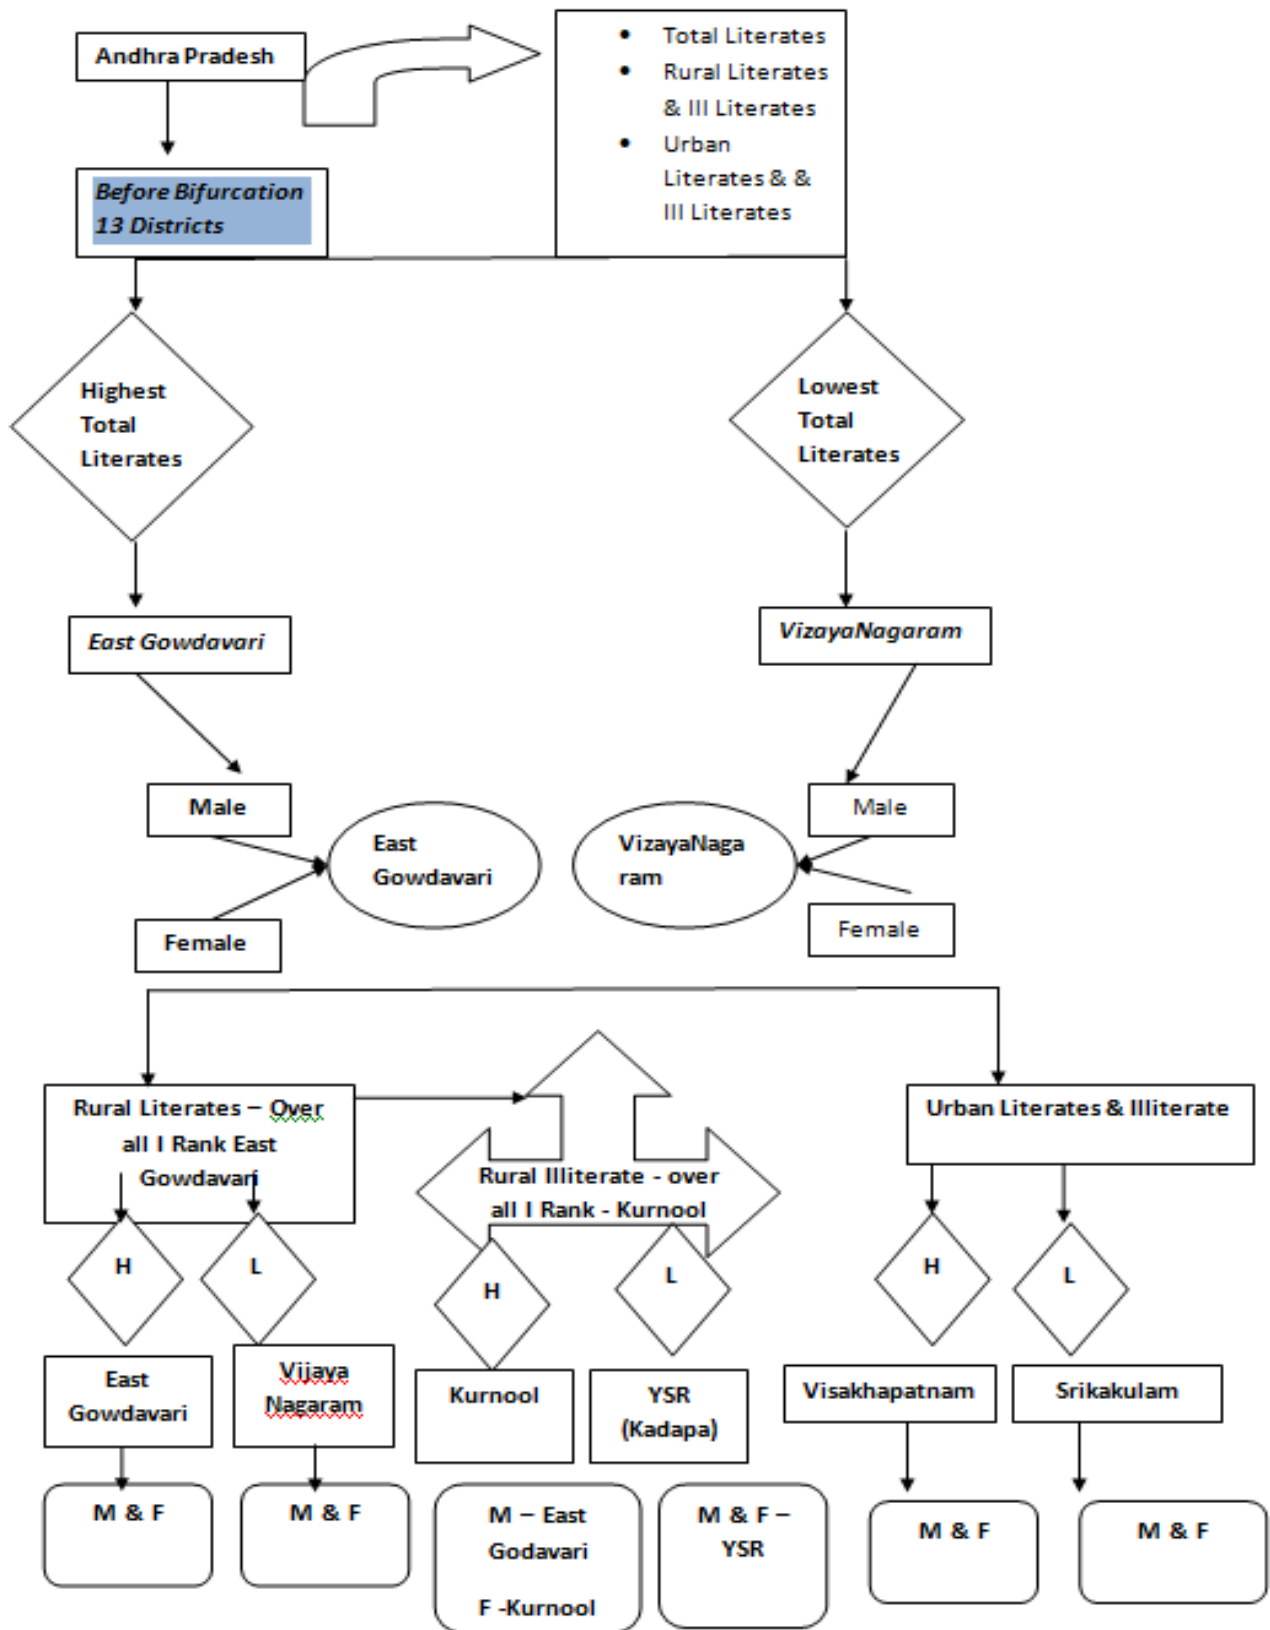 Andhra Pradesh
• Total Literates
• Rural Literates
& III Literates
• Urban
Literates & &
III Literates
Before Bifurcation
13 Districts
Highest
Total
Literates
Lowest
Total
Literates
East Gowdavari
VizayaNagaram
Male
East
Gowdavari
Female
VizayaNaga
ram
Male
Female
Rural Literates – Over
all I Rank East
Gowdavari
Rural Illiterate - over
all I Rank - Kurnool
Urban Literates & Illiterate
H
L
H
L
H
L
East
Gowdavari
Vijaya
Nagaram
Kurnool
YSR
(Kadapa)
Visakhapatnam
Srikakulam
M & F
M & F
M – East
Godavari
F -Kurnool
M & F –
YSR
M & F
M & F